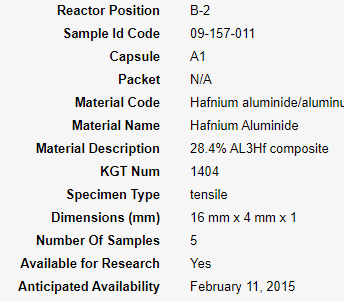 Reactor Position B-2
Sample Id Code 09-157-011
Capsule A1
Packet N/A
Material Code Hafnium aluminide/aluminu
Material Name Hafnium Aluminide
Material Description 28.4% AL3Hf composite
KGT Num 1404
Specimen Type tensile
Dimensions (mm) 16 mm x 4 mm x 1
Number Of Samples 5
Available for Research Yes
Anticipated Availability February 11, 2015